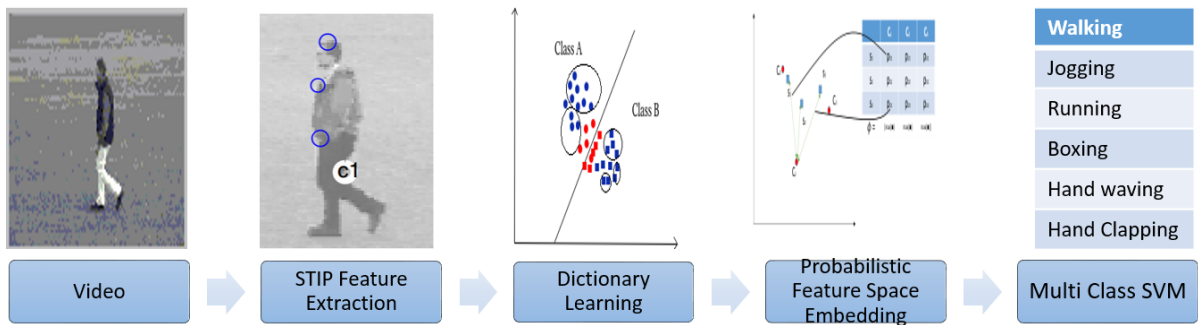 c1
Class A
Class B
Walking
Jogging
Running
Boxing
Hand waving
Hand Clapping
Video
STIP Feature
Extraction
Dictionary
Learning
Probabilistic
Feature Space
Embedding
Multi Class SVM